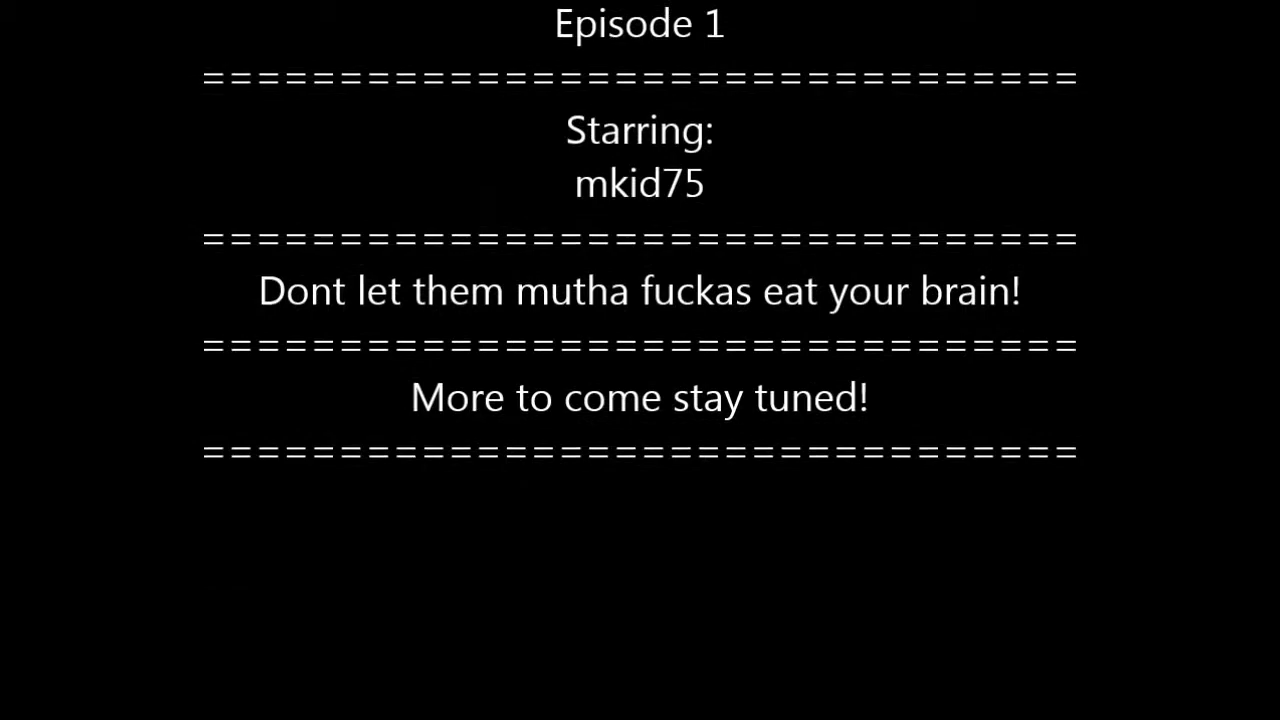 Episode 1
================================
Starring:
mkid75
================================
Dont let them mutha fuckas eat your brain!
================================
More to come stay tuned!
================================